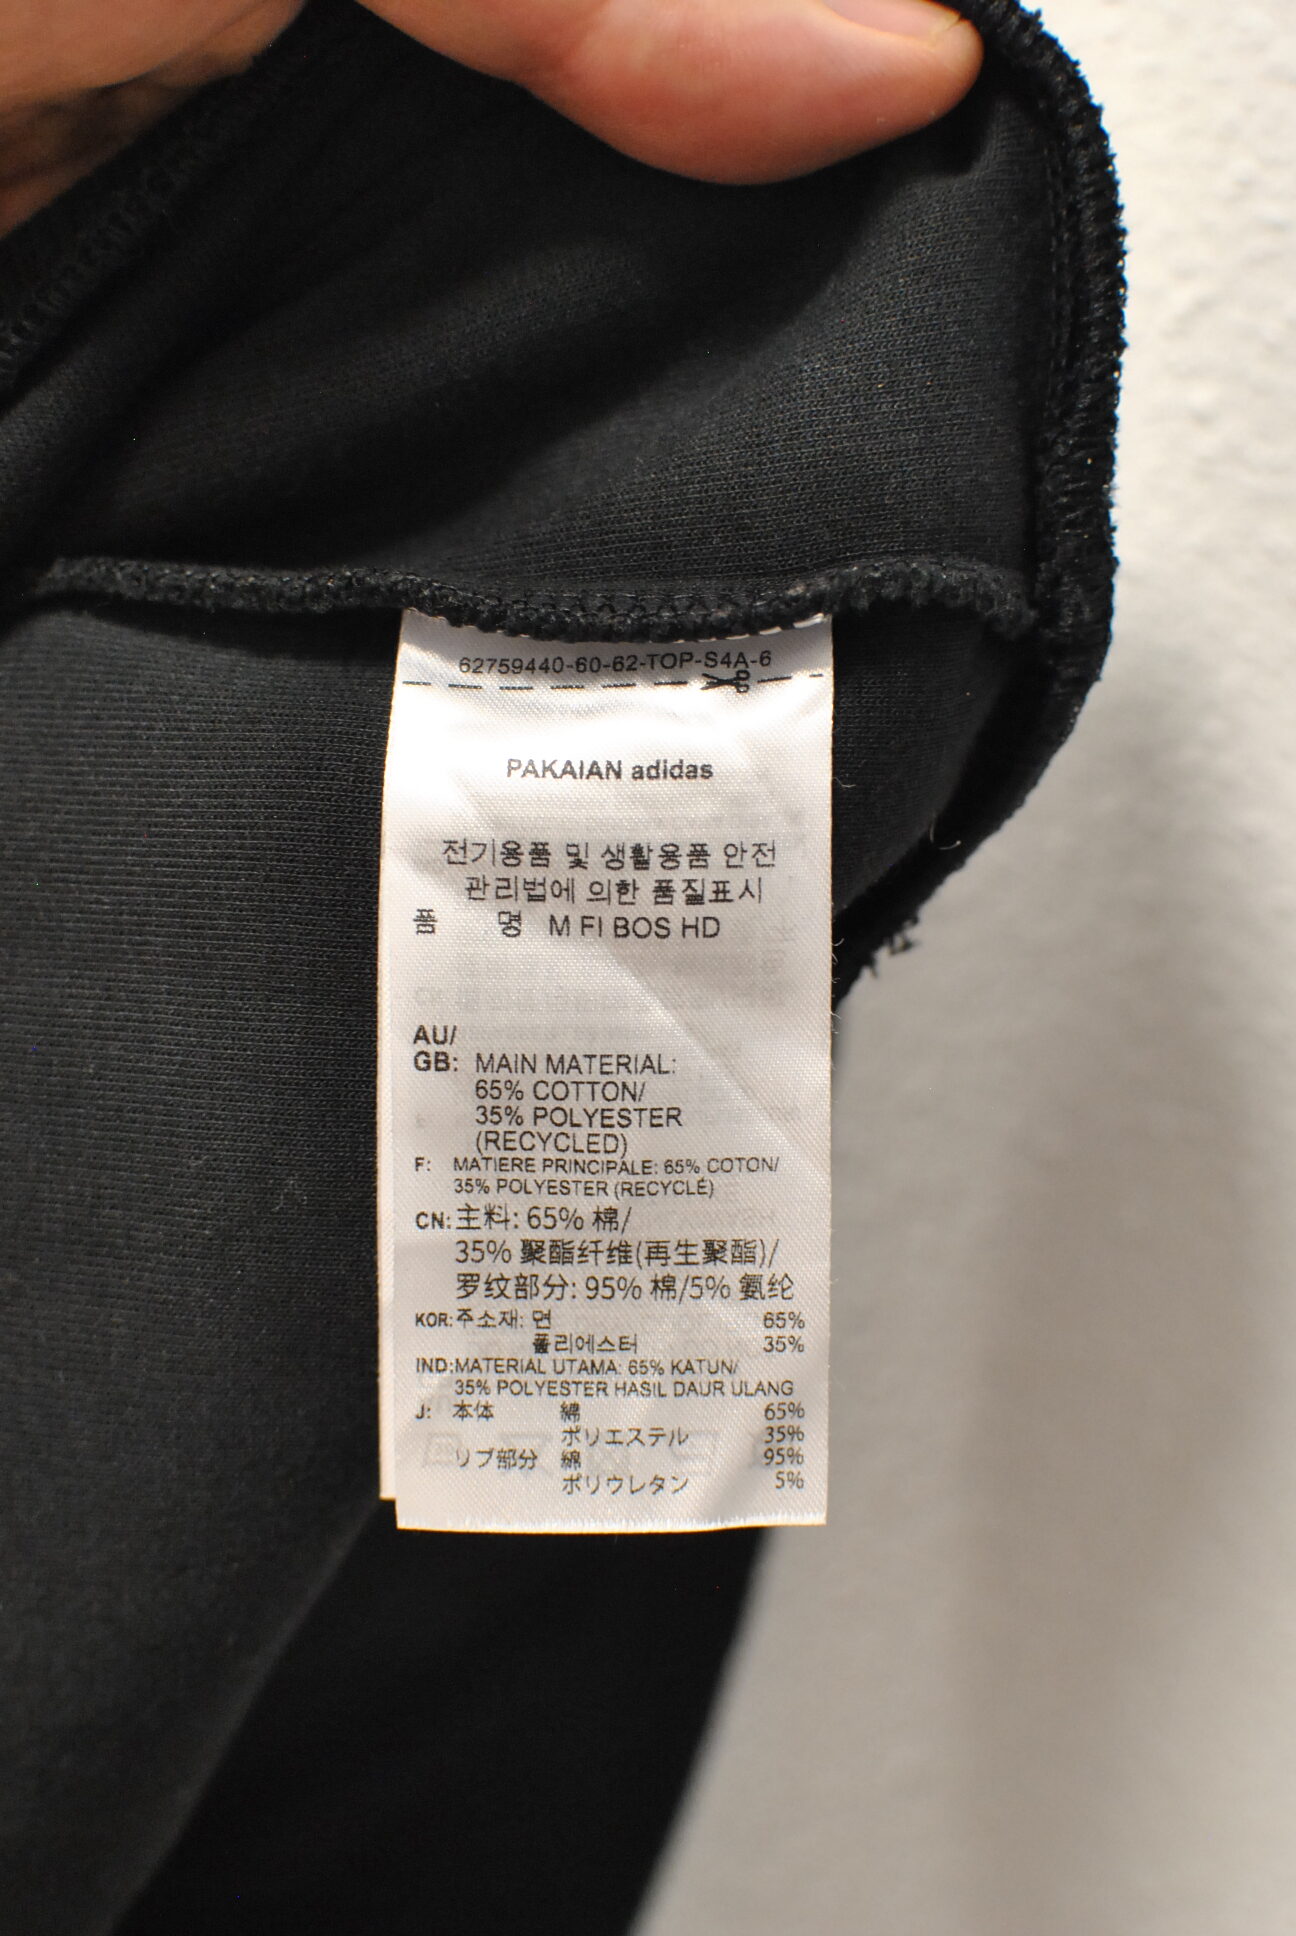 62759440-60-62-TOP-S4A-6
PAKAIAN adidas
전기용품 및 생활용품 안전
관리법에 의한 품질표시
품 명 M FI BOS HD
AU/
GB: MAIN MATERIAL:
65% COTTON/
35% POLYESTER
(RECYCLED)
F: MATIERE PRINCIPALE: 65% COTON/
35% POLYESTER (RECYCLÉ)
CN: 主料: 65% 棉/
35% 聚酯纤维(再生聚酯)/
罗纹部分: 95% 棉/5% 氨纶
KOR: 주소재: 면 65%
폴리에스터 35%
IND: MATERIAL UTAMA: 65% KATUN/
35% POLYESTER HASIL DAUR ULANG
J: 本体 綿 65%
ポリエステル 35%
リブ部分 綿 95%
ポリウレタン 5%